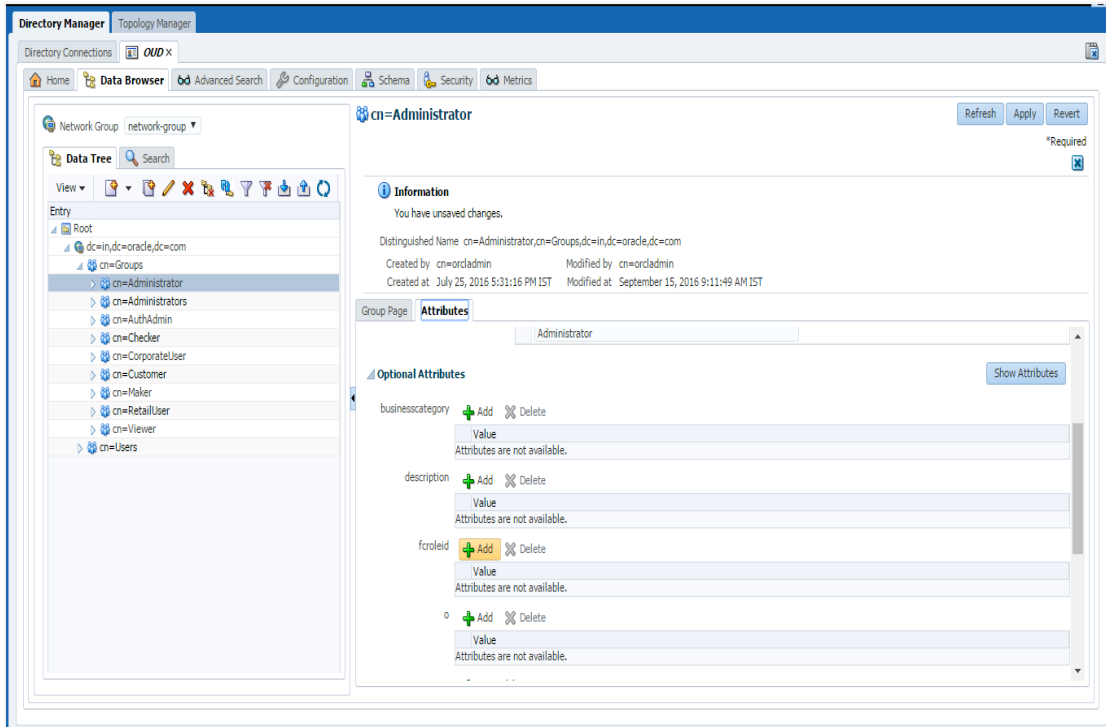 Directory Manager Topology Manager
Directory Connections OUD x
Home Data Browser Advanced Search Configuration Schema Security Metrics
Network Group network-group
Data Tree Search
View
Entry
Root
dc=in,dc=oracle,dc=com
cn=Groups
cn=Administrator
cn=Administrators
cn=AuthAdmin
cn=Checker
cn=CorporateUser
cn=Customer
cn=Maker
cn=RetailUser
cn=Viewer
cn=Users
cn=Administrator
Refresh Apply Revert
*Required
Information
You have unsaved changes.
Distinguished Name cn=Administrator,cn=Groups,dc=in,dc=oracle,dc=com
Created by cn=orcladmin Modified by cn=orcladmin
Created at July 25, 2016 5:31:16 PM IST Modified at September 15, 2016 9:11:49 AM IST
Group Page Attributes
Administrator
Optional Attributes Show Attributes
businesscategory Add Delete
Value
Attributes are not available.
description Add Delete
Value
Attributes are not available.
fcroleid Add Delete
Value
Attributes are not available.
o Add Delete
Value
Attributes are not available.